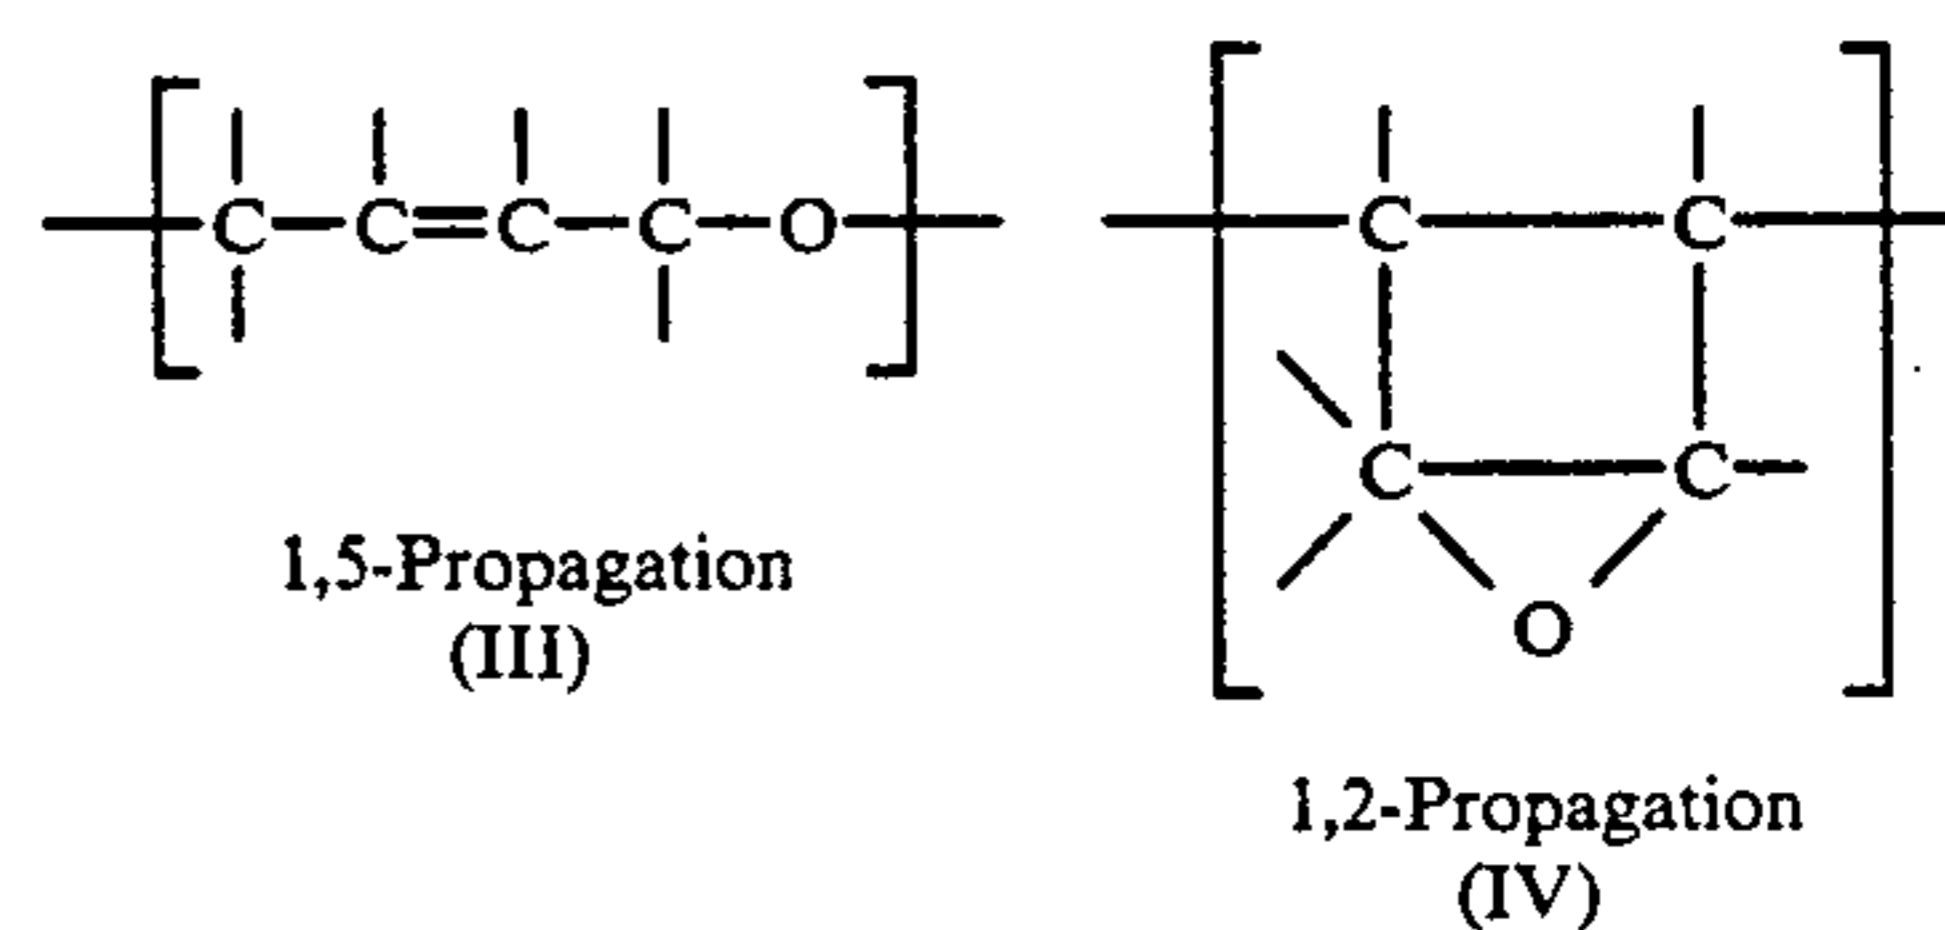 C C C C O
C C
C C
O
1,5-Propagation
(III)
1,2-Propagation
(IV)